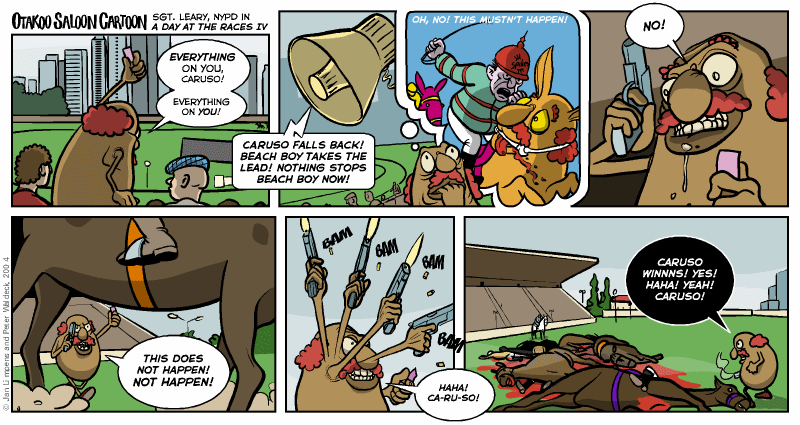 OTAKOO SALOON CARTOON SGT. LEARY, NYPD IN
A DAY AT THE RACES IV
EVERYTHING
ON YOU,
CARUSO!
EVERYTHING
ON YOU!
CARUSO FALLS BACK!
BEACH BOY TAKES THE
LEAD! NOTHING STOPS
BEACH BOY NOW!
OH, NO! THIS MUSTN'T HAPPEN!
NO!
THIS DOES
NOT HAPPEN!
NOT HAPPEN!
BAM
BAM
BAM
BAM
HAHA!
CA-RU-SO!
CARUSO
WINNNS! YES!
HAHA! YEAH!
CARUSO!
© Jan Limpens and Peter Waldeck, 2004